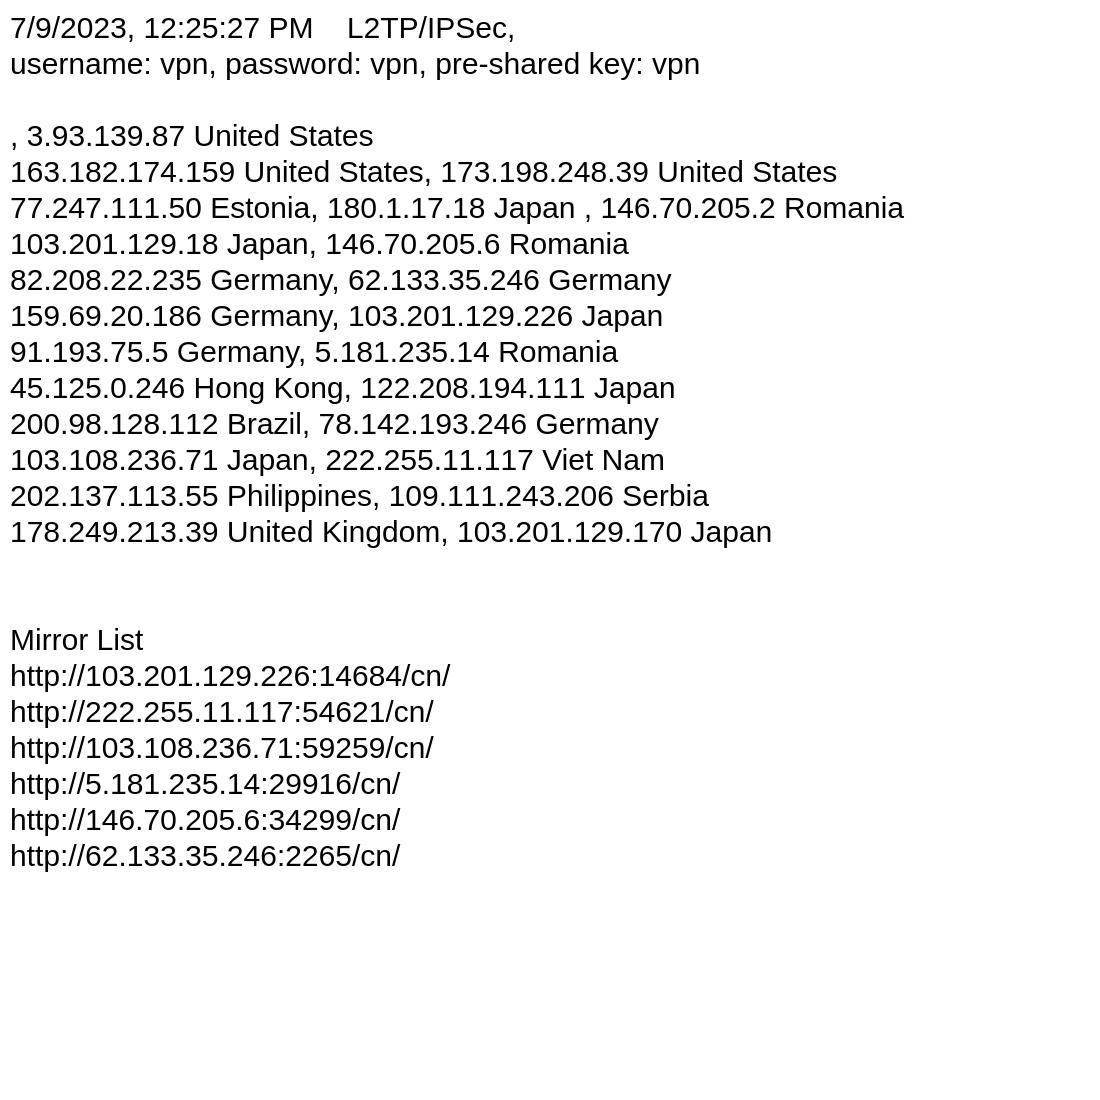 7/9/2023, 12:25:27 PM    L2TP/IPSec,
username: vpn, password: vpn, pre-shared key: vpn
, 3.93.139.87 United States
163.182.174.159 United States, 173.198.248.39 United States
77.247.111.50 Estonia, 180.1.17.18 Japan , 146.70.205.2 Romania
103.201.129.18 Japan, 146.70.205.6 Romania
82.208.22.235 Germany, 62.133.35.246 Germany
159.69.20.186 Germany, 103.201.129.226 Japan
91.193.75.5 Germany, 5.181.235.14 Romania
45.125.0.246 Hong Kong, 122.208.194.111 Japan
200.98.128.112 Brazil, 78.142.193.246 Germany
103.108.236.71 Japan, 222.255.11.117 Viet Nam
202.137.113.55 Philippines, 109.111.243.206 Serbia
178.249.213.39 United Kingdom, 103.201.129.170 Japan
Mirror List
http://103.201.129.226:14684/cn/
http://222.255.11.117:54621/cn/
http://103.108.236.71:59259/cn/
http://5.181.235.14:29916/cn/
http://146.70.205.6:34299/cn/
http://62.133.35.246:2265/cn/